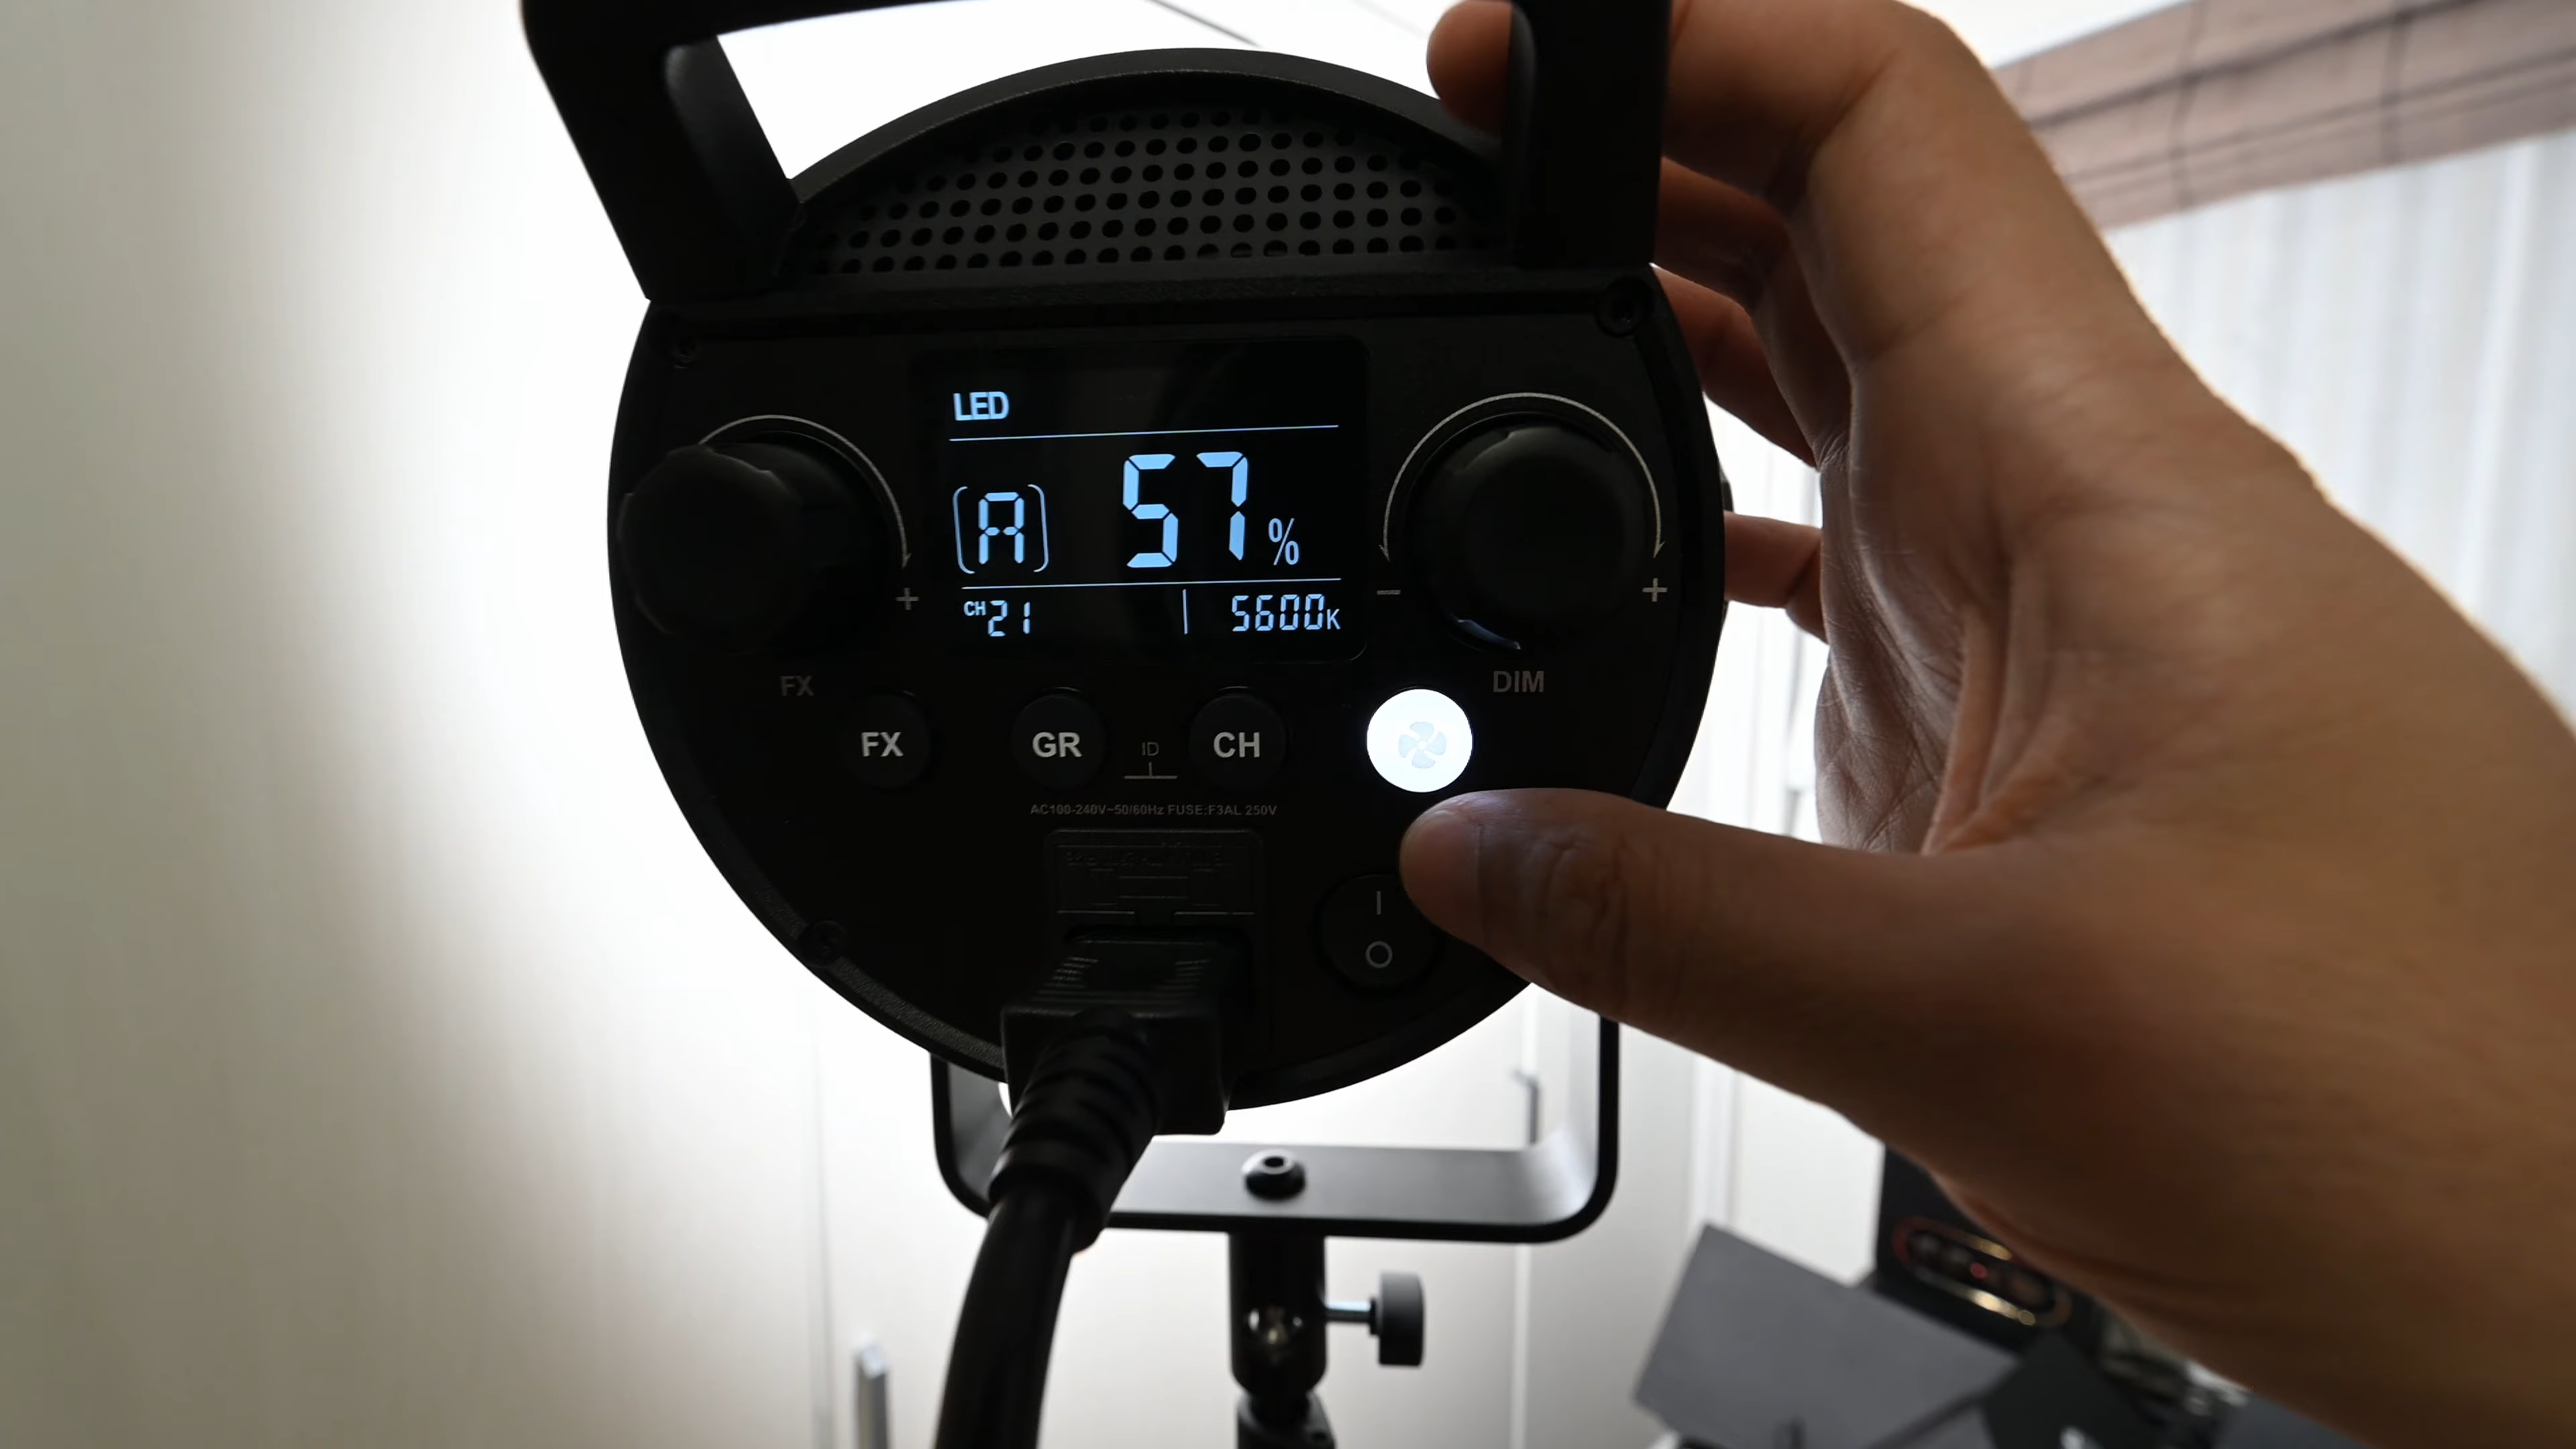 LED
[A] 57 %
CH 21 | 5600K
- +
+
FX
DIM
FX
GR
ID
CH
AC100-240V~50/60Hz FUSE:F3AL 250V
I
O